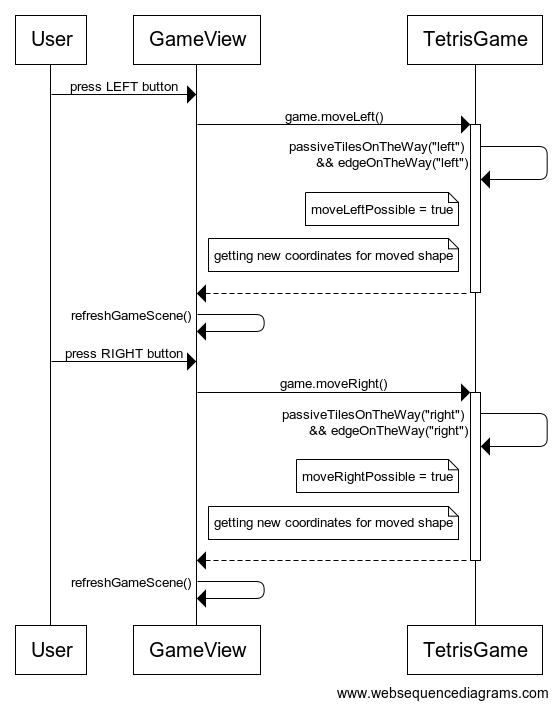 User
GameView
TetrisGame
press LEFT button
game.moveLeft()
passiveTilesOnTheWay("left")
&& edgeOnTheWay("left")
moveLeftPossible = true
getting new coordinates for moved shape
refreshGameScene()
press RIGHT button
game.moveRight()
passiveTilesOnTheWay("right")
&& edgeOnTheWay("right")
moveRightPossible = true
getting new coordinates for moved shape
refreshGameScene()
User
GameView
TetrisGame
www.websequencediagrams.com